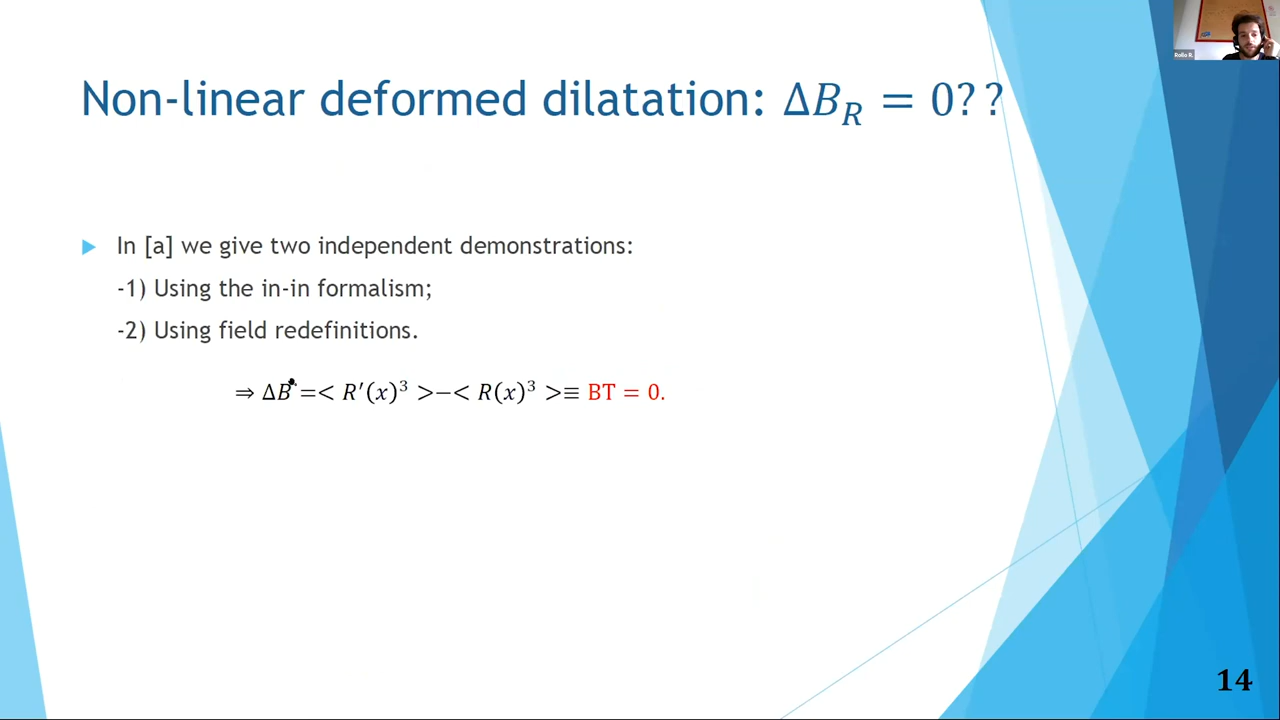 Rollo R.
Non-linear deformed dilatation: Δ𝐵_R = 0??
In [a] we give two independent demonstrations:
-1) Using the in-in formalism;
-2) Using field redefinitions.
⇒ ΔB =< R′(x)³ >−< R(x)³ >≡ BT = 0.
14